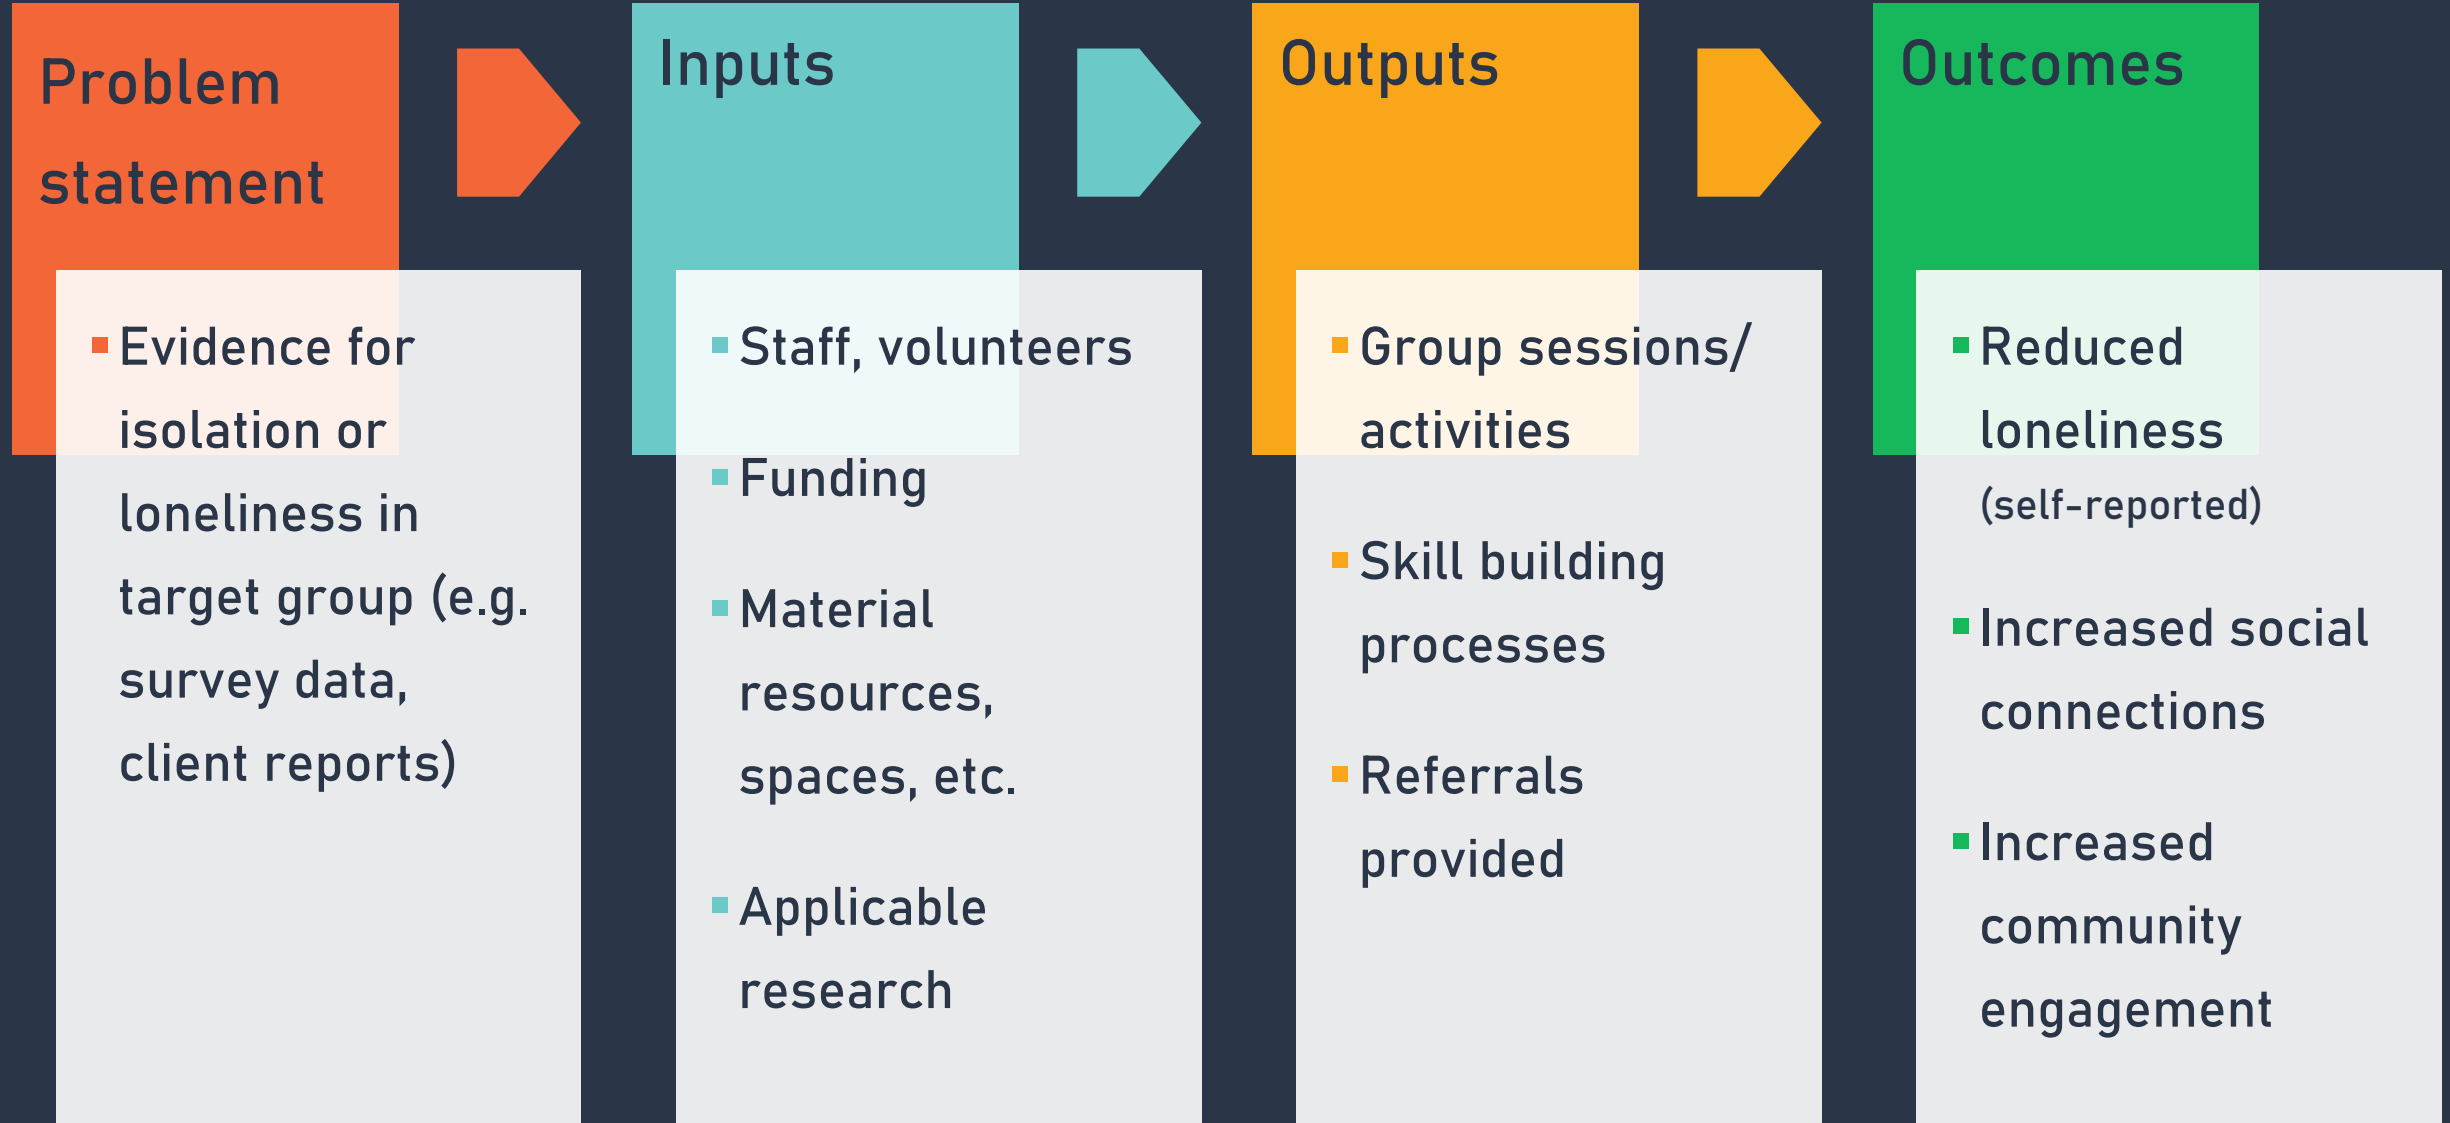 Problem
statement
Evidence for
isolation or
loneliness in
target group (e.g.
survey data,
client reports)
Inputs
Staff, volunteers
Funding
Material
resources,
spaces, etc.
Applicable
research
Outputs
Group sessions/
activities
Skill building
processes
Referrals
provided
Outcomes
Reduced
loneliness
(self-reported)
Increased social
connections
Increased
community
engagement